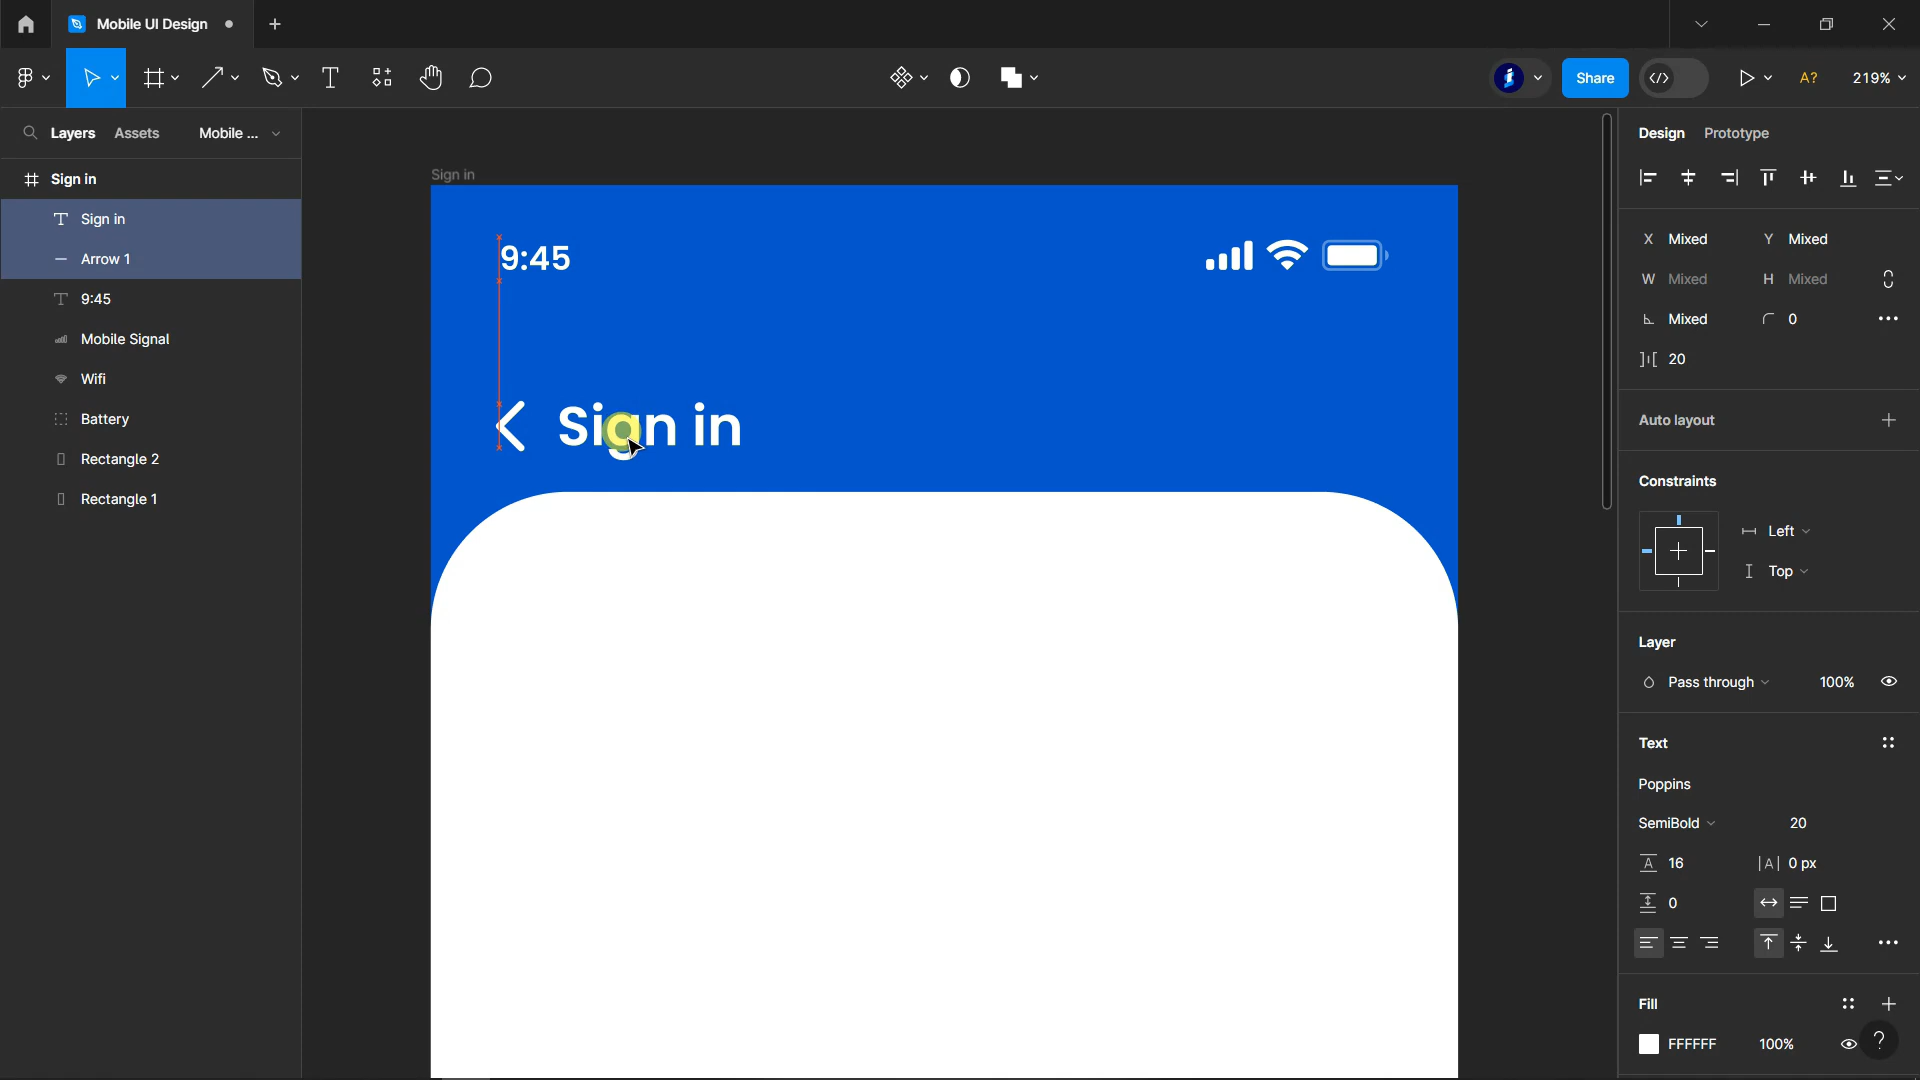 Mobile UI Design
Share
A?
219%
Layers
Assets
Mobile ...
Sign in
Sign in
Arrow 1
9:45
Mobile Signal
Wifi
Battery
Rectangle 2
Rectangle 1
Sign in
9:45
Sign in
Design
Prototype
X Mixed
Y Mixed
W Mixed
H Mixed
Mixed
0
20
Auto layout
Constraints
Left
Top
Layer
Pass through
100%
Text
Poppins
SemiBold
20
A 16
|A| 0 px
0
Fill
FFFFFF
100%
?